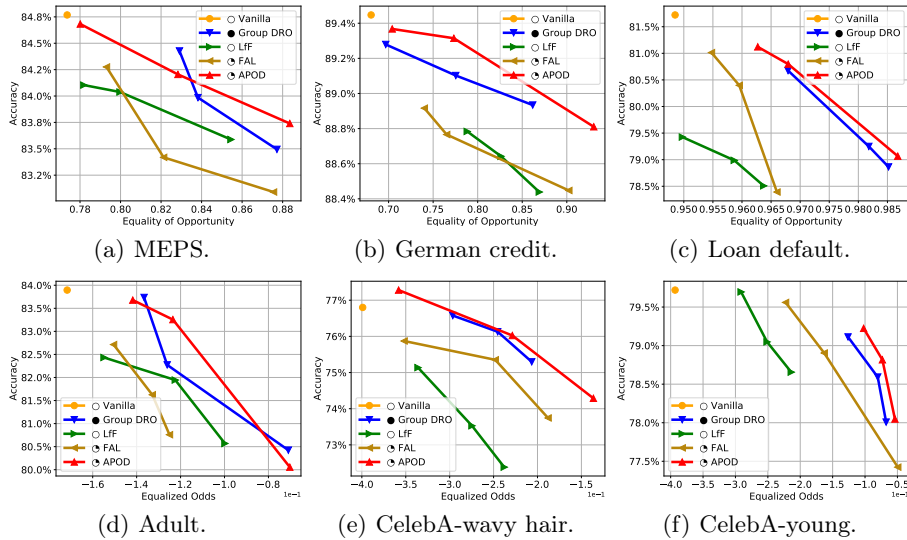 84.8%
84.5%
84.2%
84.0%
83.8%
83.5%
83.2%
Accuracy
0.78 0.80 0.82 0.84 0.86 0.88
Equality of Opportunity
○ Vanilla
● Group DRO
○ LfF
◔ FAL
◔ APOD
(a) MEPS.
89.4%
89.2%
89.0%
88.8%
88.6%
88.4%
Accuracy
0.70 0.75 0.80 0.85 0.90
Equality of Opportunity
○ Vanilla
● Group DRO
○ LfF
◔ FAL
◔ APOD
(b) German credit.
81.5%
81.0%
80.5%
80.0%
79.5%
79.0%
78.5%
Accuracy
0.950 0.955 0.960 0.965 0.970 0.975 0.980 0.985
Equality of Opportunity
○ Vanilla
● Group DRO
○ LfF
◔ FAL
◔ APOD
(c) Loan default.
84.0%
83.5%
83.0%
82.5%
82.0%
81.5%
81.0%
80.5%
80.0%
Accuracy
○ Vanilla
● Group DRO
○ LfF
◔ FAL
◔ APOD
−1.6 −1.4 −1.2 −1.0 −0.8
Equalized Odds 1e−1
(d) Adult.
77%
76%
75%
74%
73%
Accuracy
○ Vanilla
● Group DRO
○ LfF
◔ FAL
◔ APOD
−4.0 −3.5 −3.0 −2.5 −2.0 −1.5
Equalized Odds 1e−1
(e) CelebA-wavy hair.
79.5%
79.0%
78.5%
78.0%
77.5%
Accuracy
○ Vanilla
● Group DRO
○ LfF
◔ FAL
◔ APOD
−4.0 −3.5 −3.0 −2.5 −2.0 −1.5 −1.0 −0.5
Equalized Odds 1e−1
(f) CelebA-young.